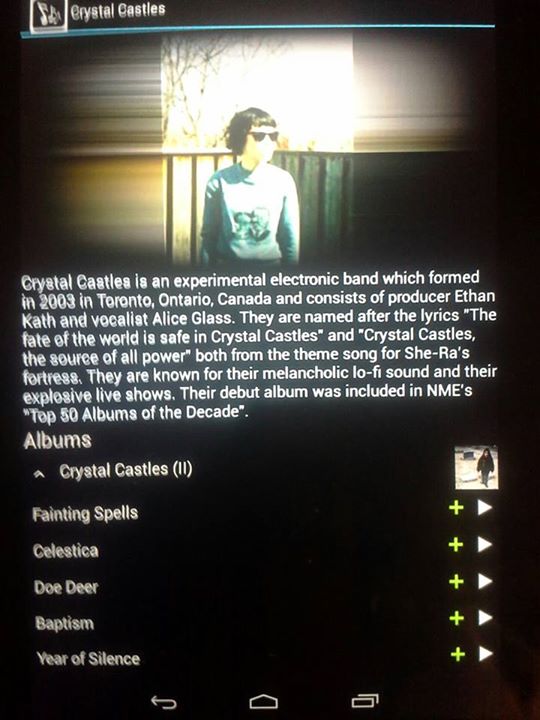 Crystal Castles
Crystal Castles is an experimental electronic band which formed
in 2003 in Toronto, Ontario, Canada and consists of producer Ethan
Kath and vocalist Alice Glass. They are named after the lyrics "The
fate of the world is safe in Crystal Castles" and "Crystal Castles,
the source of all power" both from the theme song for She-Ra's
fortress. They are known for their melancholic lo-fi sound and their
explosive live shows. Their debut album was included in NME's
"Top 50 Albums of the Decade".
Albums
Crystal Castles (II)
Fainting Spells
Celestica
Doe Deer
Baptism
Year of Silence